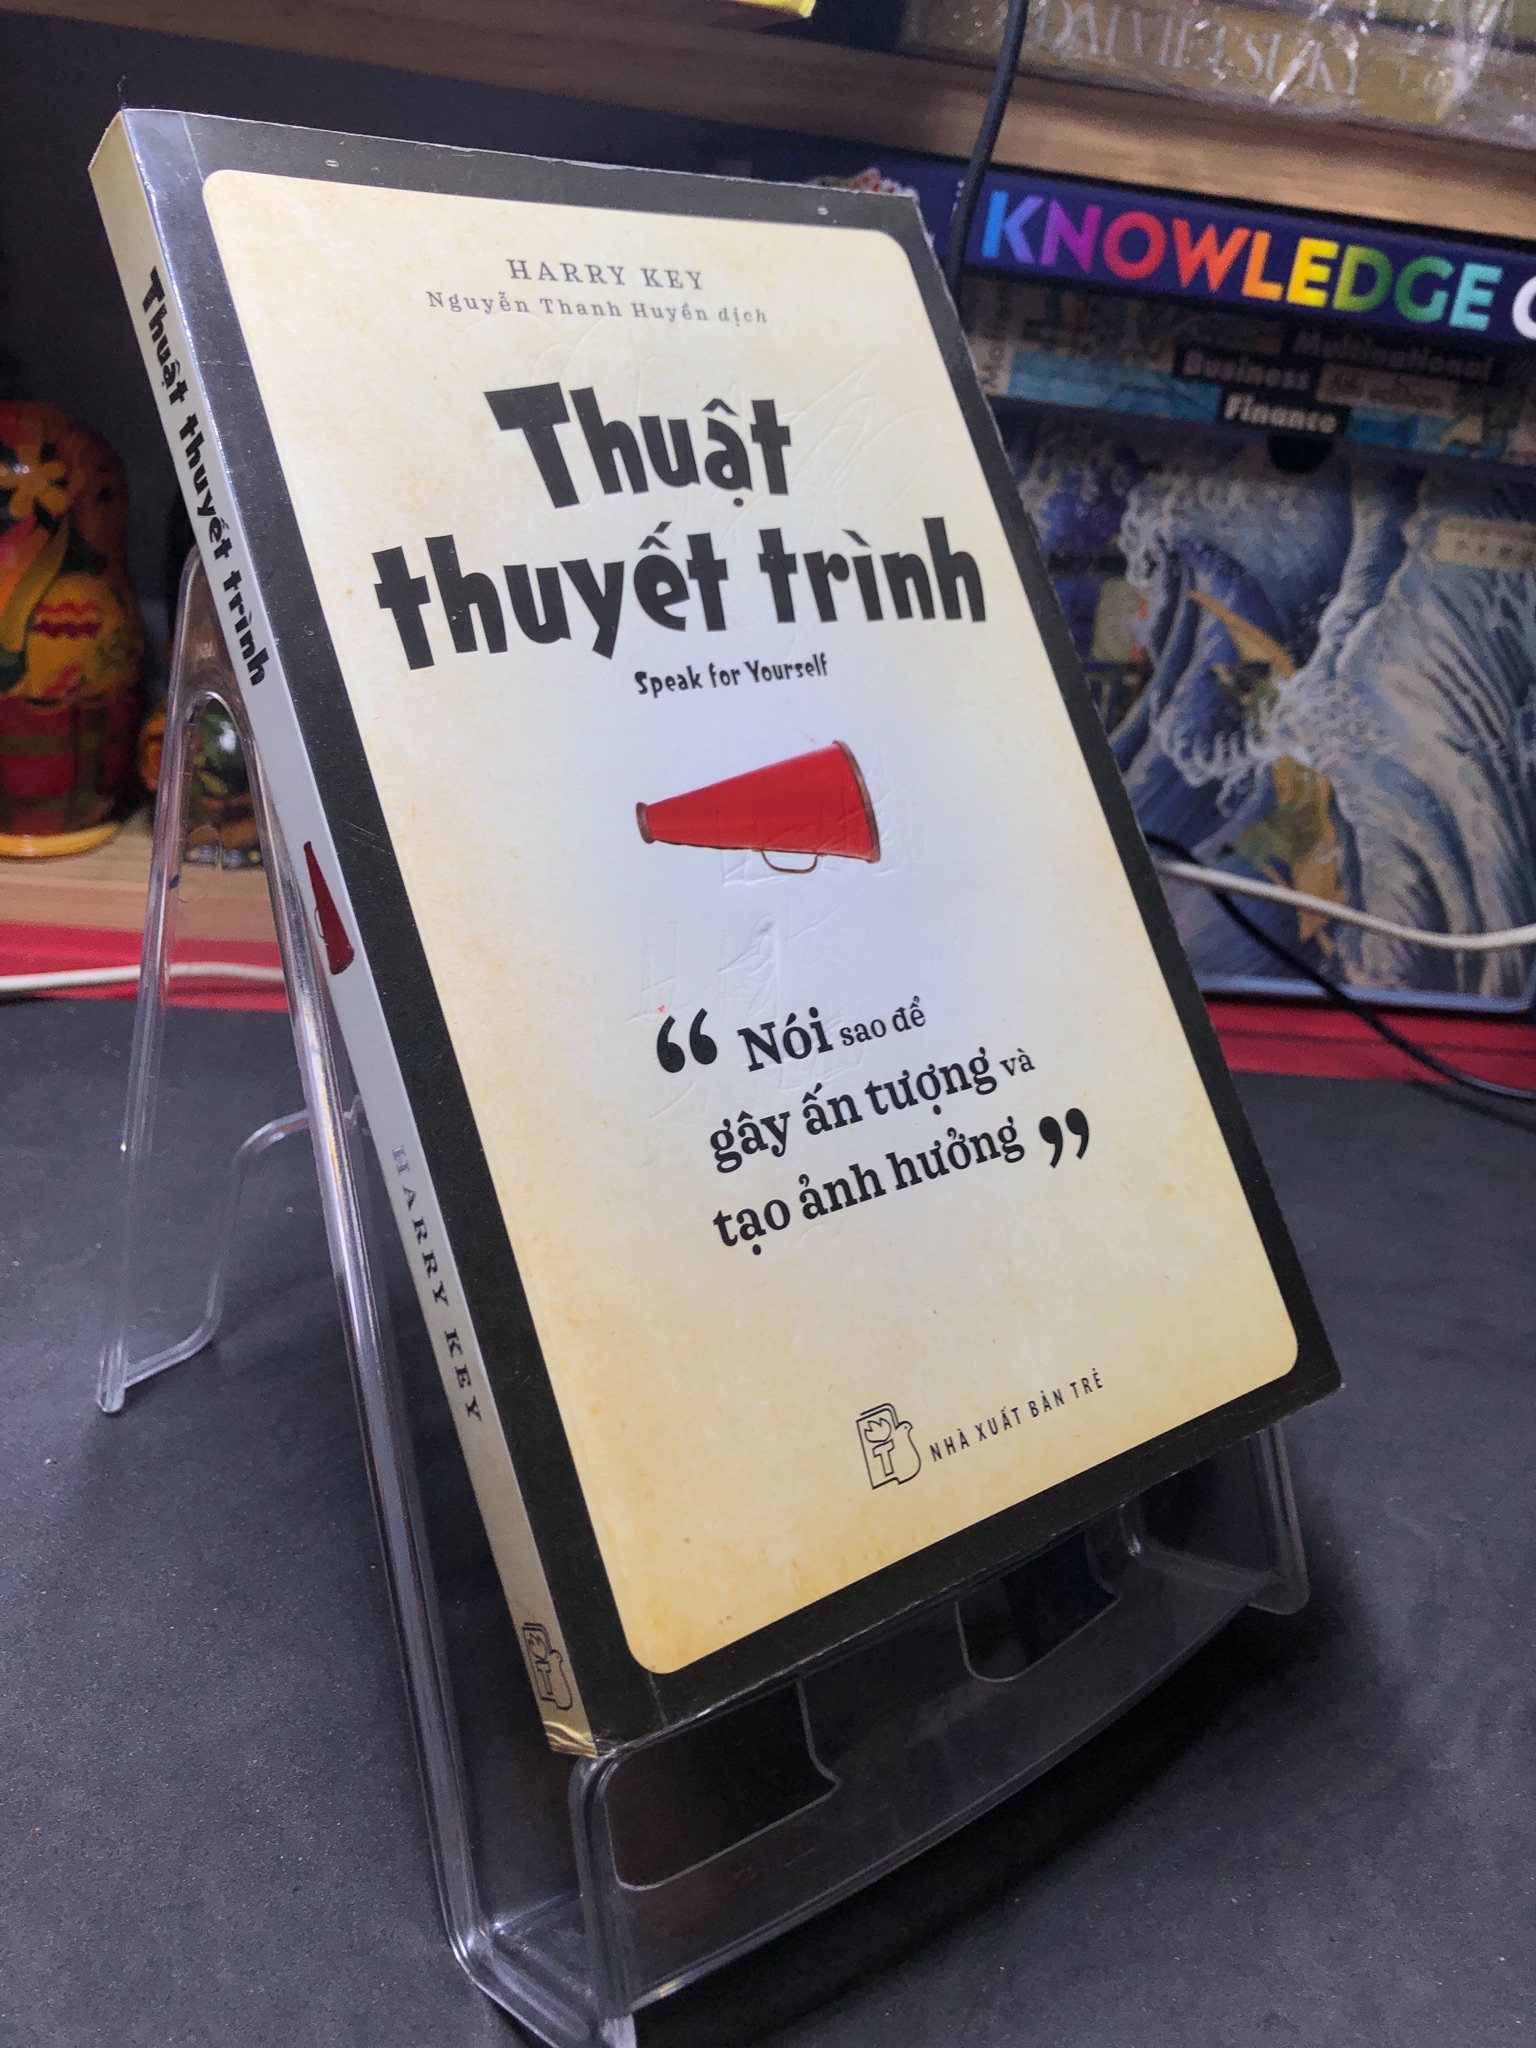 HARRY KEY
Nguyễn Thanh Huyền dịch
Thuật
thuyết trình
Speak for Yourself
“ Nói sao để
gây ấn tượng và
tạo ảnh hưởng ”
NHÀ XUẤT BẢN TRẺ
Thuật thuyết trình
HARRY KEY
KNOWLEDGE
Multinational
Business
Finance